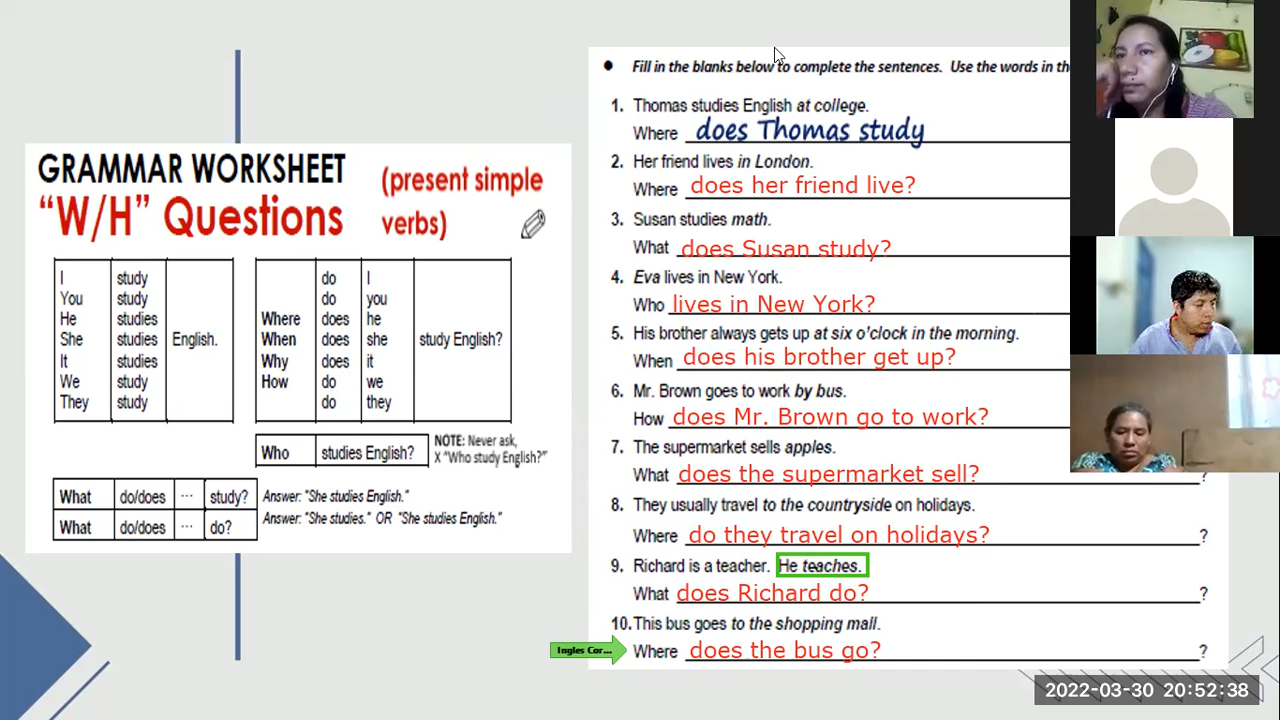 GRAMMAR WORKSHEET
"W/H" Questions
(present simple
verbs)
I study
You study
He studies
She studies English.
It studies
We study
They study
do I
do you
Where does he
When does she study English?
Why does it
How do we
do they
Who studies English?
NOTE: Never ask,
X "Who study English?"
What do/does ... study? Answer: "She studies English."
What do/does ... do? Answer: "She studies." OR "She studies English."
Fill in the blanks below to complete the sentences. Use the words in the
1. Thomas studies English at college.
Where does Thomas study
2. Her friend lives in London.
Where does her friend live?
3. Susan studies math.
What does Susan study?
4. Eva lives in New York.
Who lives in New York?
5. His brother always gets up at six o'clock in the morning.
When does his brother get up?
6. Mr. Brown goes to work by bus.
How does Mr. Brown go to work?
7. The supermarket sells apples.
What does the supermarket sell? ?
8. They usually travel to the countryside on holidays.
Where do they travel on holidays? ?
9. Richard is a teacher. He teaches.
What does Richard do? ?
10. This bus goes to the shopping mall.
Ingles Cor...
Where does the bus go? ?
2022-03-30 20:52:38